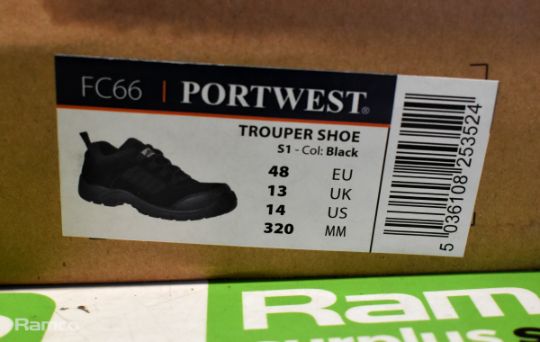 FC66 | PORTWEST®
TROUPER SHOE
S1 - Col: Black
48 EU
13 UK
14 US
320 MM
5 036108 253524
Ram
surplus
Ramco